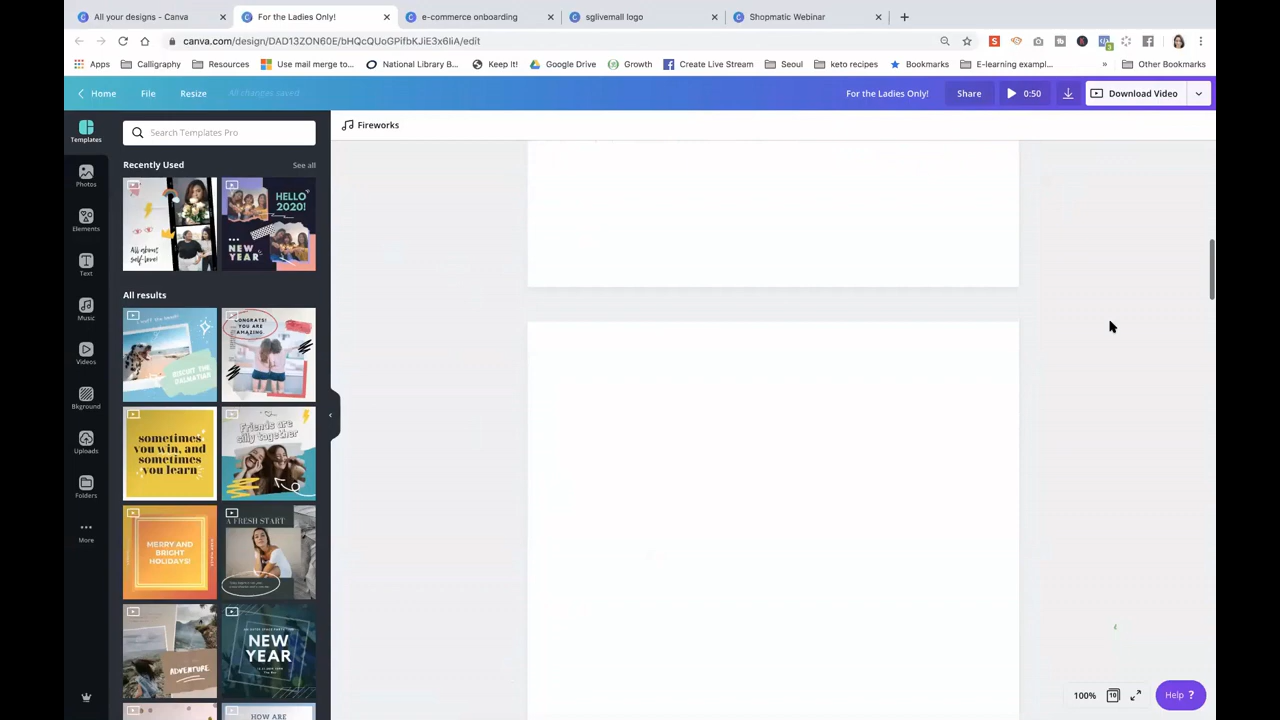 All your designs - Canva
For the Ladies Only!
e-commerce onboarding
sglivemall logo
Shopmatic Webinar
canva.com/design/DAD13ZON60E/bHQcQUoGPifbKJiE3x6IiA/edit
Apps
Calligraphy
Resources
Use mail merge to...
National Library B...
Keep It!
Google Drive
Growth
Create Live Stream
Seoul
keto recipes
Bookmarks
E-learning exampl...
»
Other Bookmarks
Home
File
Resize
All changes saved
For the Ladies Only!
Share
0:50
Download Video
Templates
Photos
Elements
Text
Music
Videos
Bkground
Uploads
Folders
More
Search Templates Pro
Recently Used
See all
All about
self-love!
HELLO
2020!
NEW
YEAR
All results
BISCUIT THE
DALMATIAN
CONGRATS!
YOU ARE
AMAZING
sometimes
you win, and
sometimes
you learn
Friends are
silly together
MERRY AND
BRIGHT
HOLIDAYS!
A FRESH START
ADVENTURE
NEW
YEAR
HOW ARE
Fireworks
100%
10
Help ?